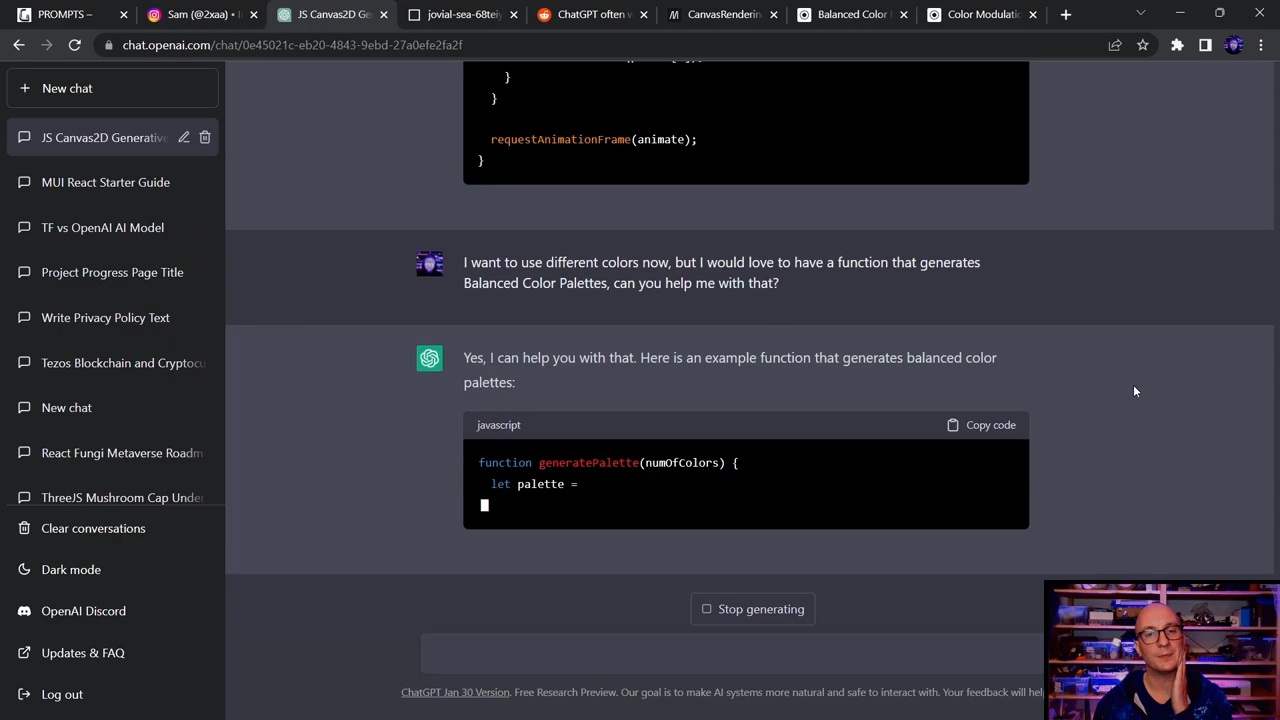 PROMPTS –
Sam (@2xaa) • I
JS Canvas2D Ge
jovial-sea-68teiy
ChatGPT often w
CanvasRenderin
Balanced Color
Color Modulatio
chat.openai.com/chat/0e45021c-eb20-4843-9ebd-27a0efe2fa2f
New chat
JS Canvas2D Generative
MUI React Starter Guide
TF vs OpenAI AI Model
Project Progress Page Title
Write Privacy Policy Text
Tezos Blockchain and Cryptocu
New chat
React Fungi Metaverse Roadm
ThreeJS Mushroom Cap Under
Clear conversations
Dark mode
OpenAI Discord
Updates & FAQ
Log out
}
}
requestAnimationFrame(animate);
}
I want to use different colors now, but I would love to have a function that generates
Balanced Color Palettes, can you help me with that?
Yes, I can help you with that. Here is an example function that generates balanced color
palettes:
javascript
Copy code
function generatePalette(numOfColors) {
let palette =
Stop generating
ChatGPT Jan 30 Version. Free Research Preview. Our goal is to make AI systems more natural and safe to interact with. Your feedback will hel